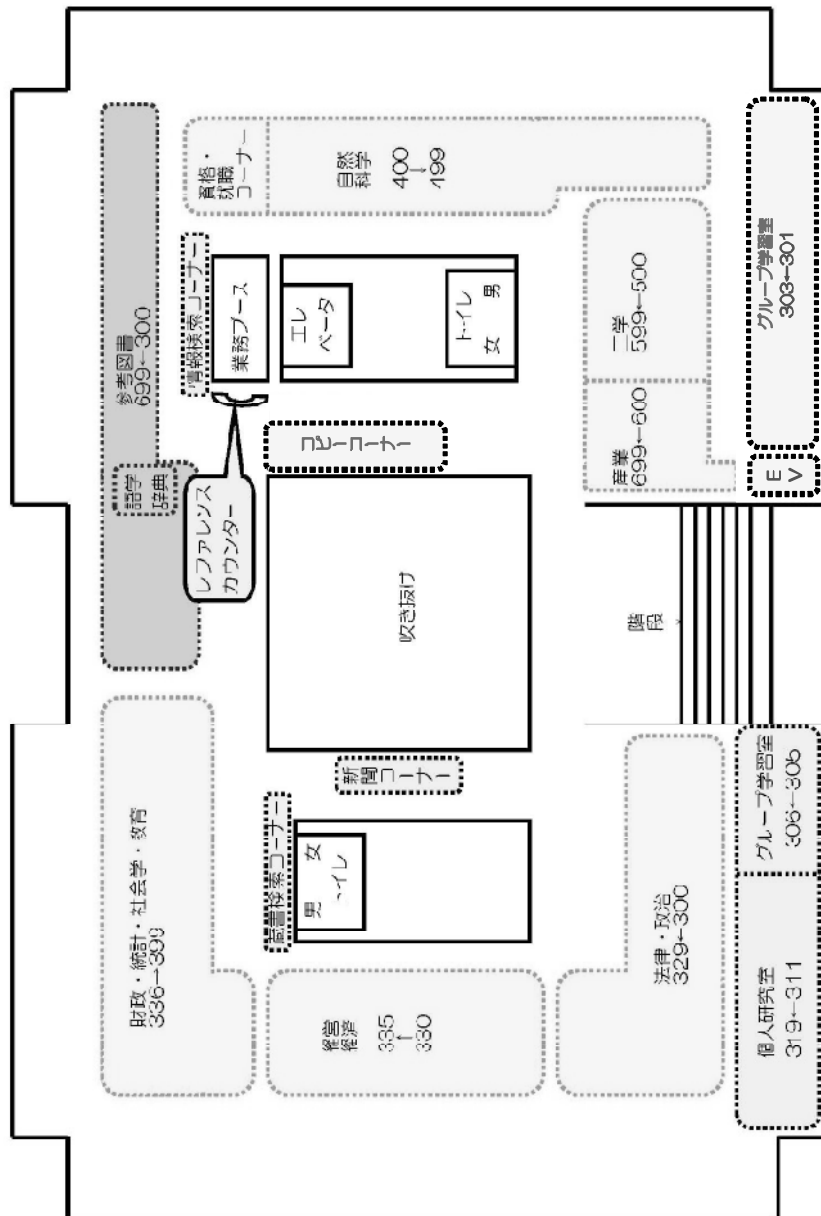 財政・統計・社会学・教育
336→399
参考図書
699←300
語学
辞典
蔵書検索コーナー
情報検索コーナー
資格・
就職
コーナー
レファレンス
カウンター
業務ブース
経営
経済
335
↑
330
男
女
トイレ
新聞コーナー
吹き抜け
コピーコーナー
エレ
ベータ
トイレ
女
男
自然
科学
400
↓
499
法律・政治
329←300
階
段
産業
699←600
工学
599←500
個人研究室
319←311
グループ学習室
306←305
E
V
グループ学習室
303←301